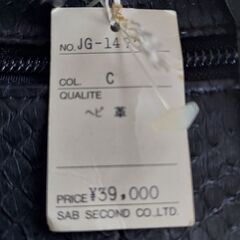 NO. JG-14
COL. C
QUALITE
ヘビ 革
PRICE ¥39,000
SAB SECOND CO.,LTD.